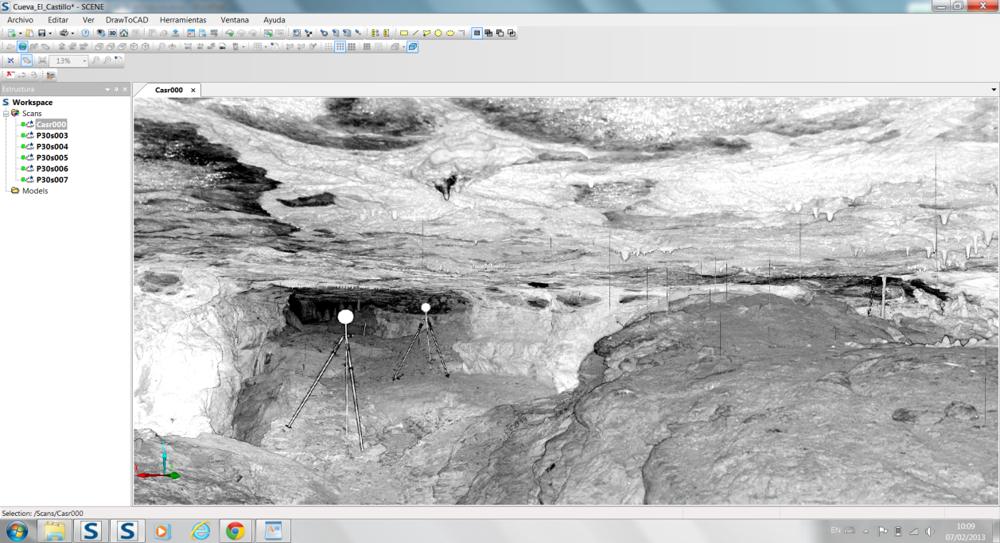 Cueva_El_Castillo* - SCENE
Archivo Editar Ver DrawToCAD Herramientas Ventana Ayuda
13%
Estructura
Casr000
Workspace
Scans
Casr000
P30s003
P30s004
P30s005
P30s006
P30s007
Models
Selection: /Scans/Casr000
EN
10:09
07/02/2013